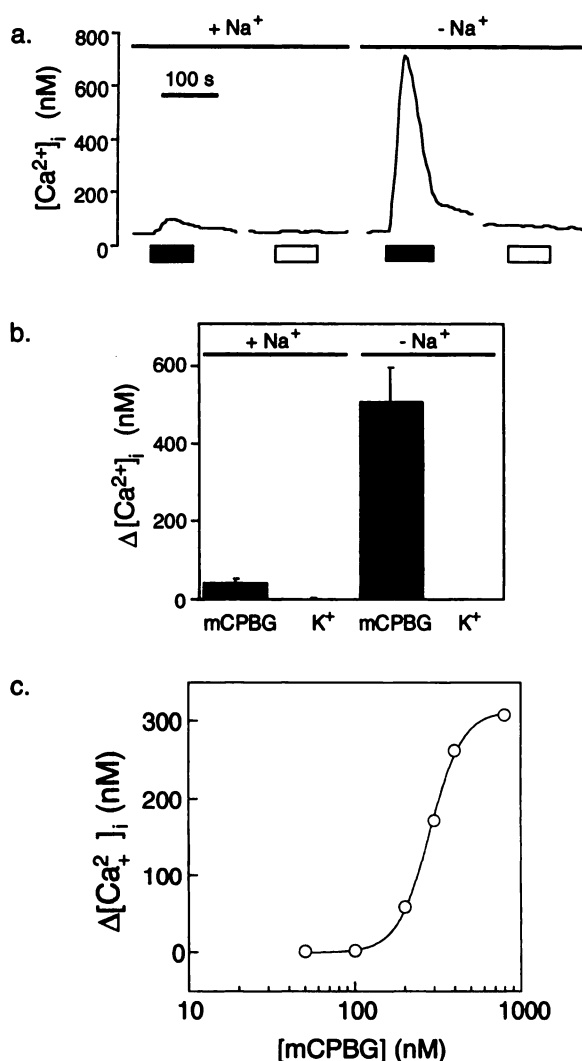 a.
+ Na⁺ - Na⁺
800
600
400
200
0
[Ca²⁺]ᵢ (nM)
100 s
b.
+ Na⁺ - Na⁺
600
400
200
0
Δ[Ca²⁺]ᵢ (nM)
mCPBG K⁺ mCPBG K⁺
c.
300
200
100
0
Δ[Ca²₊]ᵢ (nM)
10 100 1000
[mCPBG] (nM)